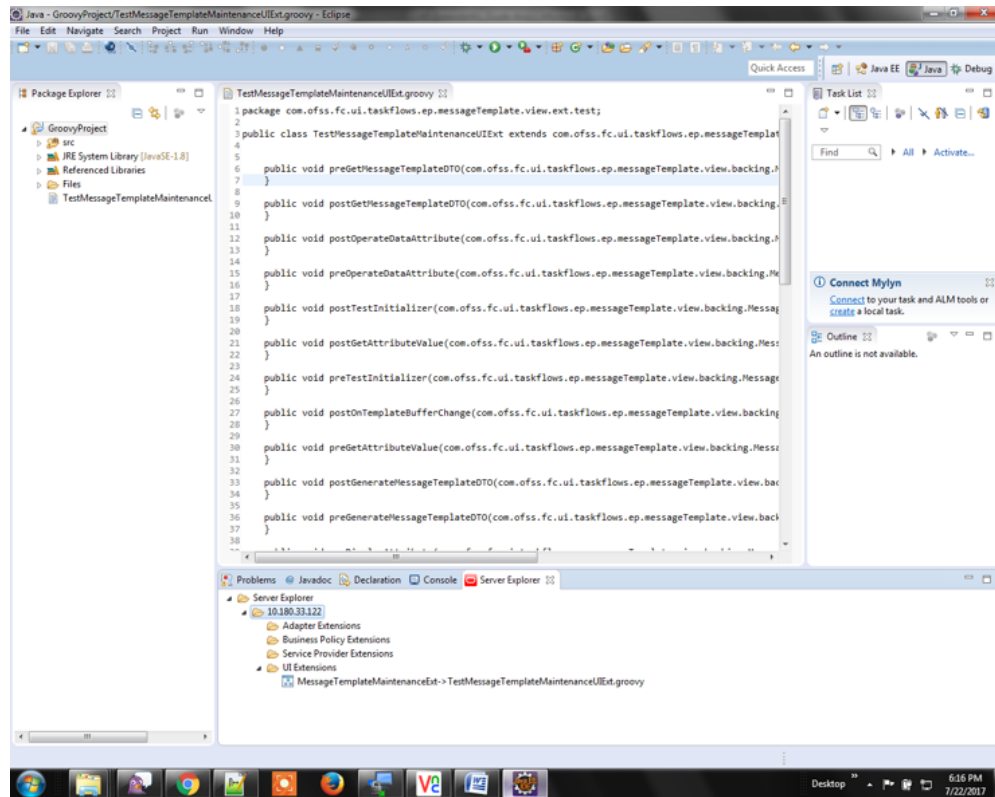 Java - GroovyProject/TestMessageTemplateMaintenanceUIExt.groovy - Eclipse
File Edit Navigate Search Project Run Window Help
Quick Access
Java EE
Java
Debug
Package Explorer
GroovyProject
src
JRE System Library [JavaSE-1.8]
Referenced Libraries
Files
TestMessageTemplateMaintenanceL
TestMessageTemplateMaintenanceUIExt.groovy
1 package com.ofss.fc.ui.taskflows.ep.messageTemplate.view.ext.test;
2
3 public class TestMessageTemplateMaintenanceUIExt extends com.ofss.fc.ui.taskflows.ep.messageTemplat
4
5
6 public void preGetMessageTemplateDTO(com.ofss.fc.ui.taskflows.ep.messageTemplate.view.backing.M
7 }
8
9 public void postGetMessageTemplateDTO(com.ofss.fc.ui.taskflows.ep.messageTemplate.view.backing.
10 }
11
12 public void postOperateDataAttribute(com.ofss.fc.ui.taskflows.ep.messageTemplate.view.backing.M
13 }
14
15 public void preOperateDataAttribute(com.ofss.fc.ui.taskflows.ep.messageTemplate.view.backing.Me
16 }
17
18 public void postTestInitializer(com.ofss.fc.ui.taskflows.ep.messageTemplate.view.backing.Messag
19 }
20
21 public void postGetAttributeValue(com.ofss.fc.ui.taskflows.ep.messageTemplate.view.backing.Mess
22 }
23
24 public void preTestInitializer(com.ofss.fc.ui.taskflows.ep.messageTemplate.view.backing.Message
25 }
26
27 public void postOnTemplateBufferChange(com.ofss.fc.ui.taskflows.ep.messageTemplate.view.backing
28 }
29
30 public void preGetAttributeValue(com.ofss.fc.ui.taskflows.ep.messageTemplate.view.backing.Messa
31 }
32
33 public void postGenerateMessageTemplateDTO(com.ofss.fc.ui.taskflows.ep.messageTemplate.view.bac
34 }
35
36 public void preGenerateMessageTemplateDTO(com.ofss.fc.ui.taskflows.ep.messageTemplate.view.back
37 }
38
Task List
Find
All
Activate...
Connect Mylyn
Connect to your task and ALM tools or
create a local task.
Outline
An outline is not available.
Problems
Javadoc
Declaration
Console
Server Explorer
Server Explorer
10.180.33.122
Adapter Extensions
Business Policy Extensions
Service Provider Extensions
UI Extensions
MessageTemplateMaintenanceExt->TestMessageTemplateMaintenanceUIExt.groovy
Desktop
6:16 PM
7/22/2017